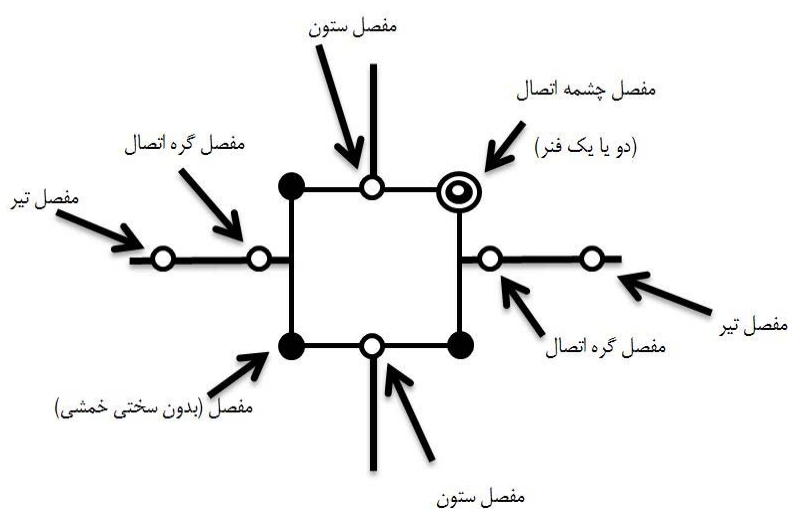 مفصل ستون
مفصل چشمه اتصال
(دو یا یک فنر)
مفصل گره اتصال
مفصل تیر
مفصل تیر
مفصل گره اتصال
مفصل (بدون سختی خمشی)
مفصل ستون